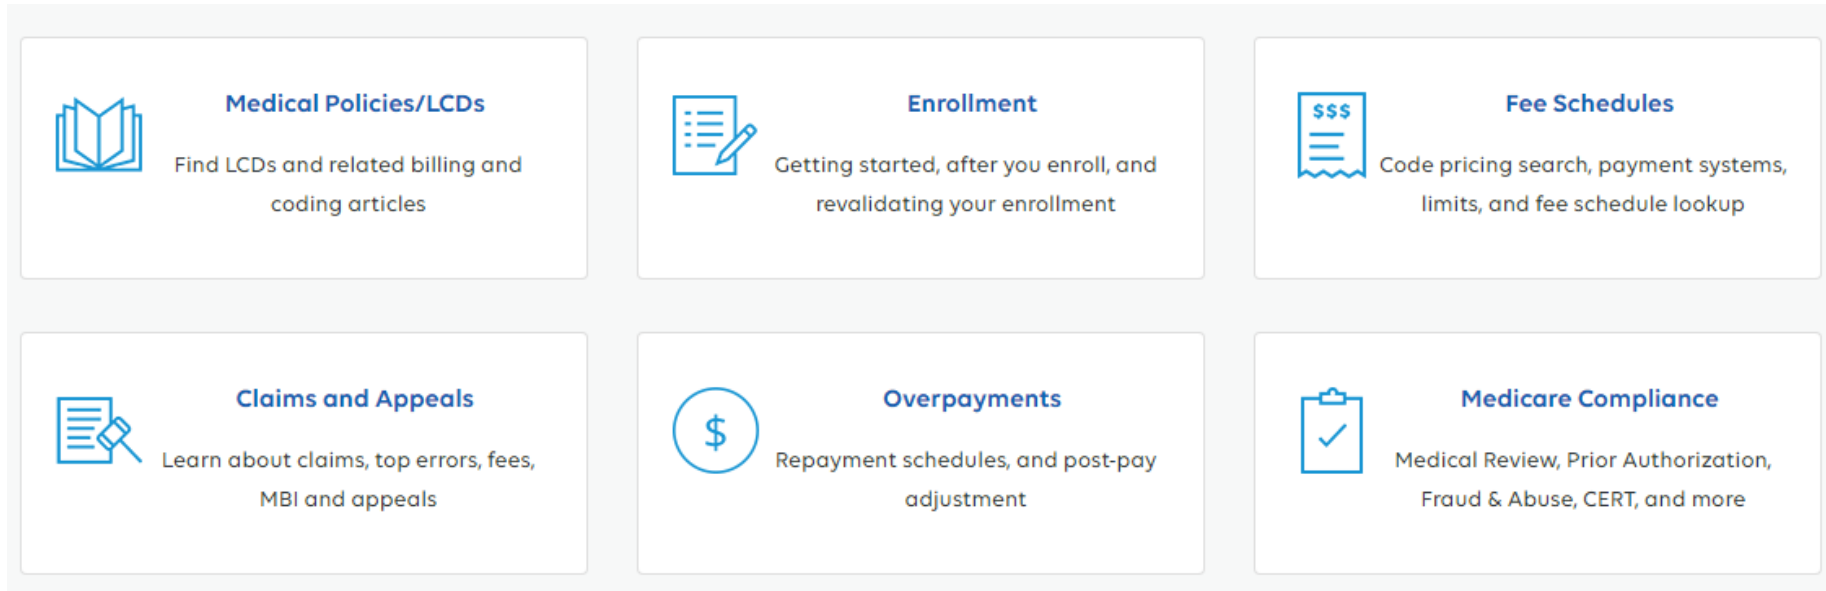 Medical Policies/LCDs
Find LCDs and related billing and
coding articles
Enrollment
Getting started, after you enroll, and
revalidating your enrollment
$$$
Fee Schedules
Code pricing search, payment systems,
limits, and fee schedule lookup
Claims and Appeals
Learn about claims, top errors, fees,
MBI and appeals
$
Overpayments
Repayment schedules, and post-pay
adjustment
Medicare Compliance
Medical Review, Prior Authorization,
Fraud & Abuse, CERT, and more